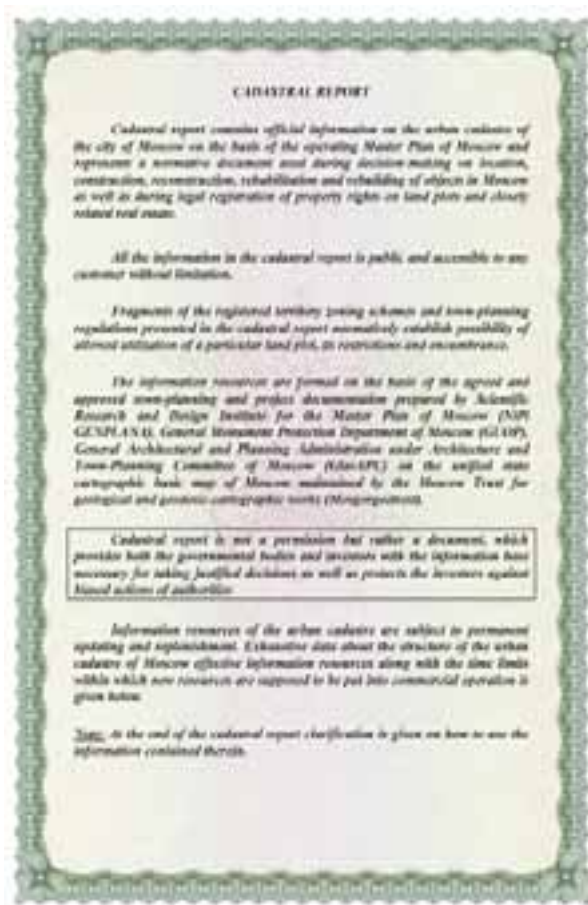 CADASTRAL REPORT
Cadastral report contains official information on the urban cadastre of
the city of Moscow on the basis of the operating Master Plan of Moscow and
represents a normative document used during decision-making on location,
construction, reconstruction, rehabilitation and rebuilding of objects in Moscow
as well as during legal registration of property rights on land plots and closely
related real estate.
All the information in the cadastral report is public and accessible to any
customer without limitation.
Fragments of the registered territory zoning schemes and town-planning
regulations presented in the cadastral report normatively establish possibility of
allowed utilization of a particular land plot, its restrictions and encumbrance.
The information resources are formed on the basis of the agreed and
approved town-planning and project documentation prepared by Scientific
Research and Design Institute for the Master Plan of Moscow (NIPI
GENPLANA), General Monument Protection Department of Moscow (GUOP),
General Architectural and Planning Administration under Architecture and
Town-Planning Committee of Moscow (GlavAPU) on the unified state
cartographic basic map of Moscow maintained by the Moscow Trust for
geological and geodesic-cartographic works (Mosgorgeotrest).
Cadastral report is not a permission but rather a document, which
provides both the governmental bodies and investors with the information base
necessary for taking justified decisions as well as protects the investors against
biased actions of authorities
Information resources of the urban cadastre are subject to permanent
updating and replenishment. Exhaustive data about the structure of the urban
cadastre of Moscow effective information resources along with the time limits
within which new resources are supposed to be put into commercial operation is
given below.
Note: At the end of the cadastral report clarification is given on how to use the
information contained therein.